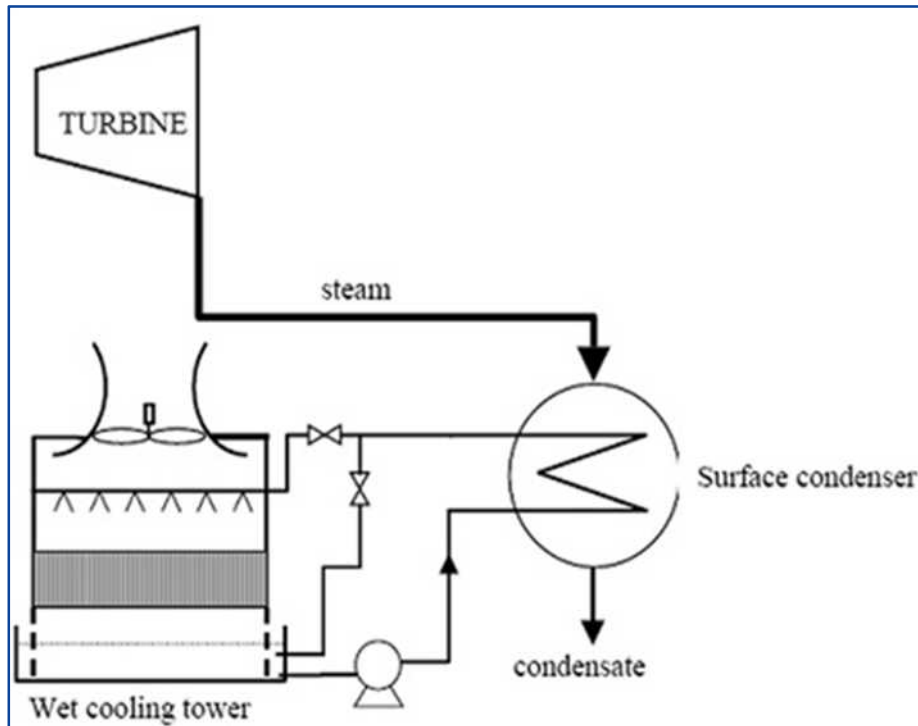 TURBINE
steam
Surface condenser
condensate
Wet cooling tower